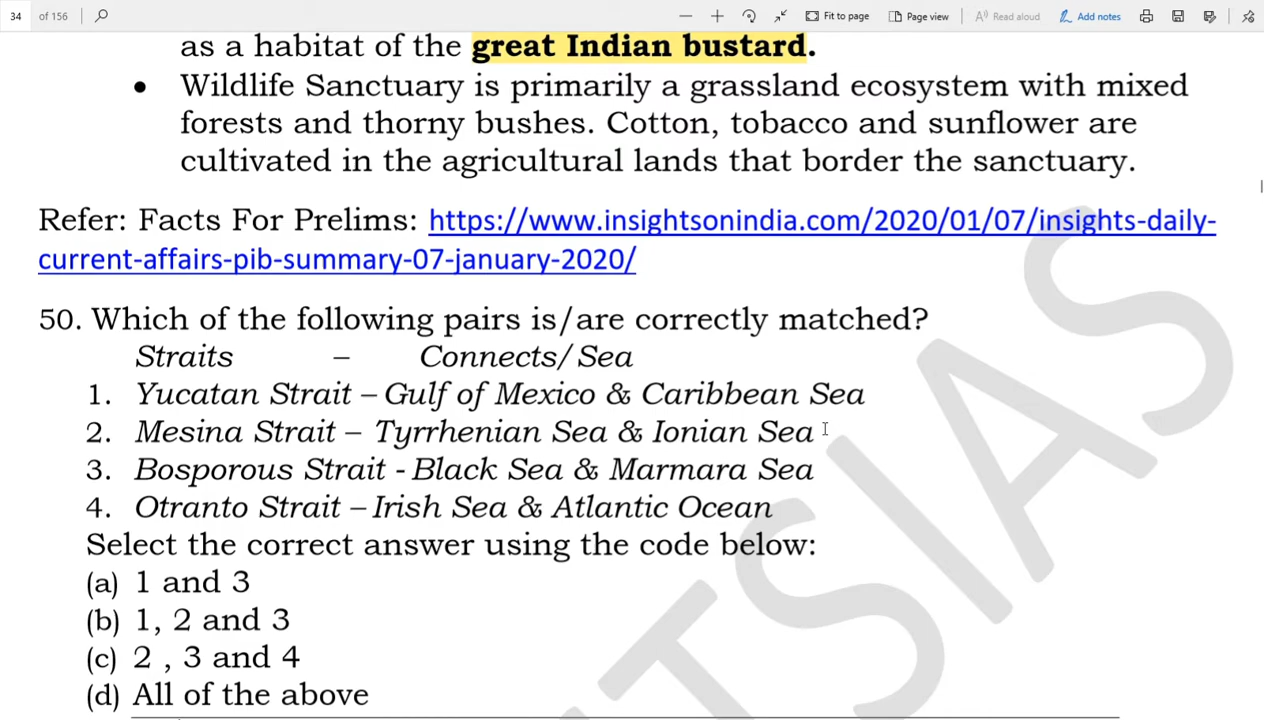 34 of 156 Fit to page Page view Read aloud Add notes
as a habitat of the great Indian bustard.
• Wildlife Sanctuary is primarily a grassland ecosystem with mixed
forests and thorny bushes. Cotton, tobacco and sunflower are
cultivated in the agricultural lands that border the sanctuary.
Refer: Facts For Prelims: https://www.insightsonindia.com/2020/01/07/insights-daily-
current-affairs-pib-summary-07-january-2020/
50. Which of the following pairs is/are correctly matched?
Straits – Connects/Sea
1. Yucatan Strait – Gulf of Mexico & Caribbean Sea
2. Mesina Strait – Tyrrhenian Sea & Ionian Sea
3. Bosporous Strait - Black Sea & Marmara Sea
4. Otranto Strait – Irish Sea & Atlantic Ocean
Select the correct answer using the code below:
(a) 1 and 3
(b) 1, 2 and 3
(c) 2 , 3 and 4
(d) All of the above
TSIAS